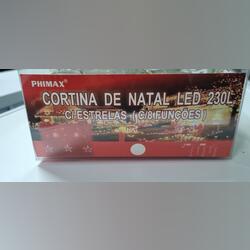 PHIMAX®
CORTINA DE NATAL LED 230L
C/ ESTRELAS ( C/8 FUNÇÕES )